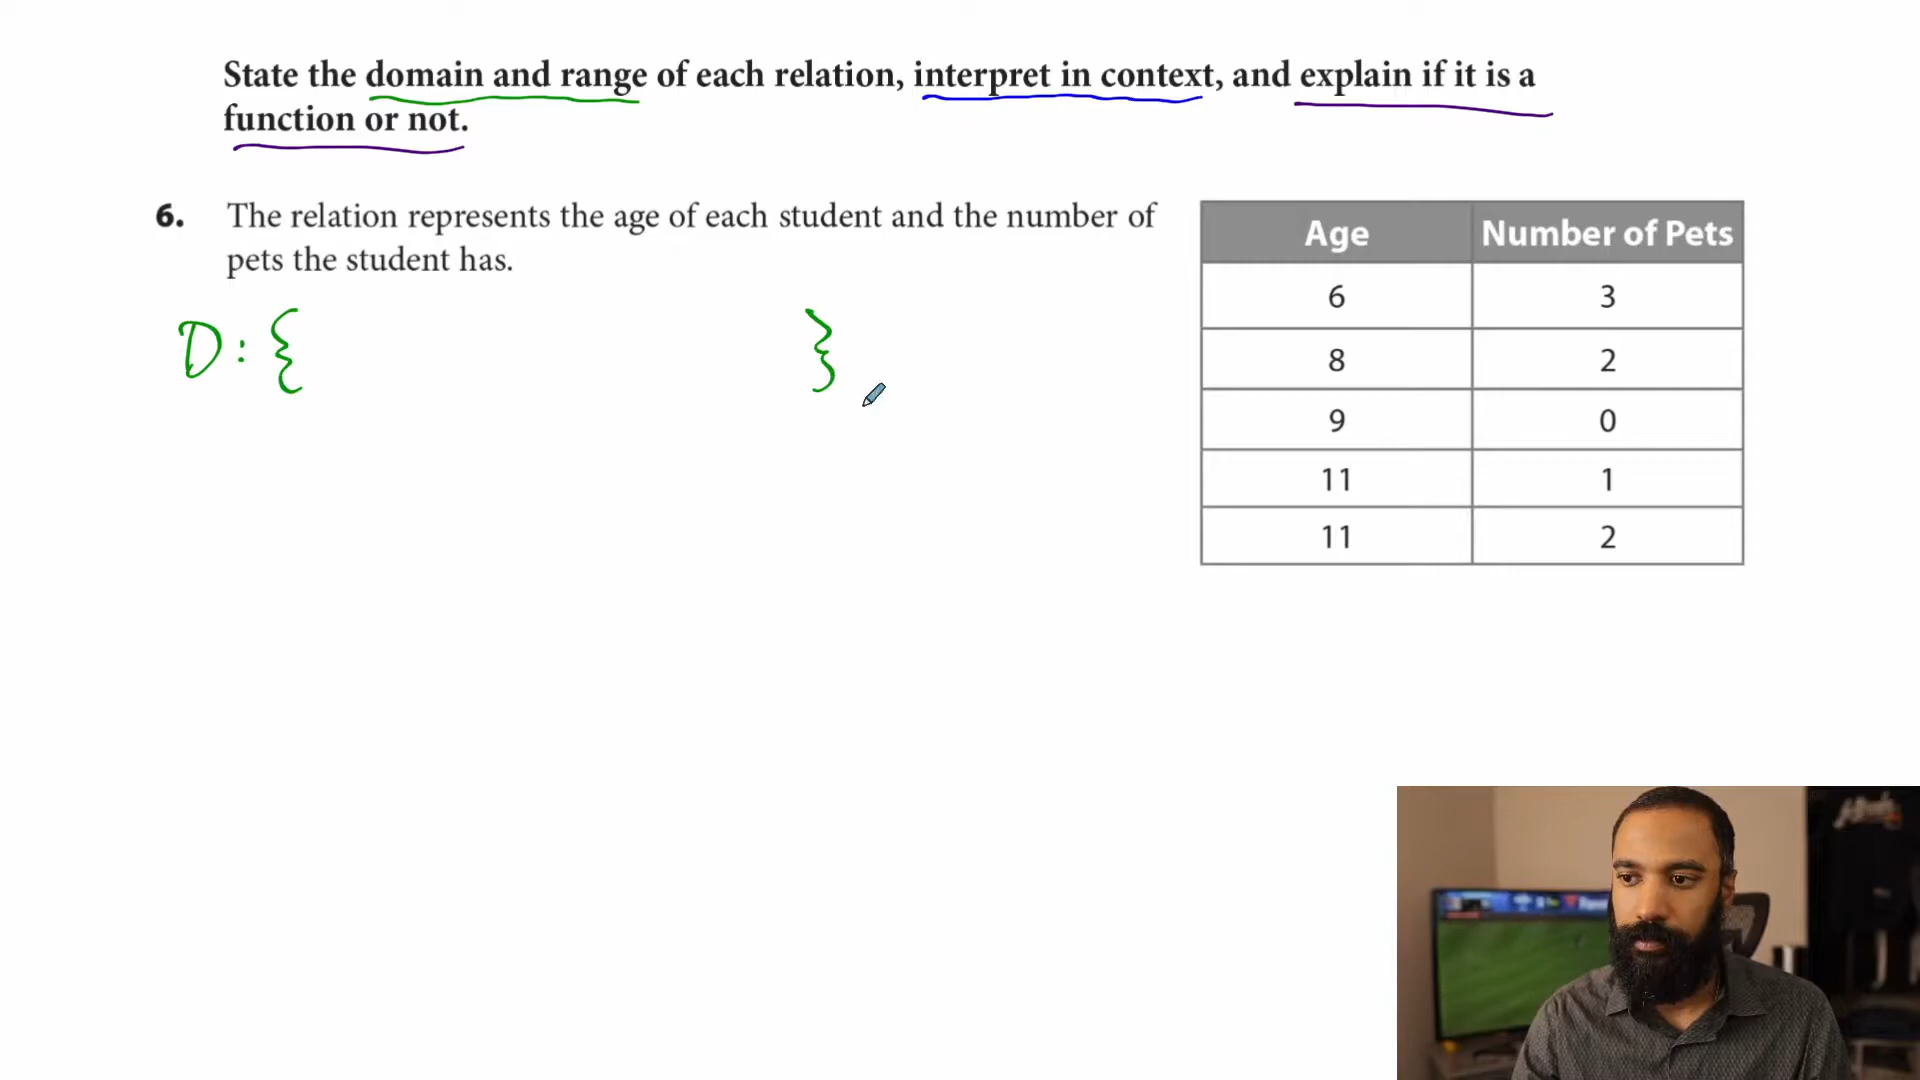 State the domain and range of each relation, interpret in context, and explain if it is a
function or not.
6. The relation represents the age of each student and the number of
pets the student has.
D: { }
Age Number of Pets
6 3
8 2
9 0
11 1
11 2